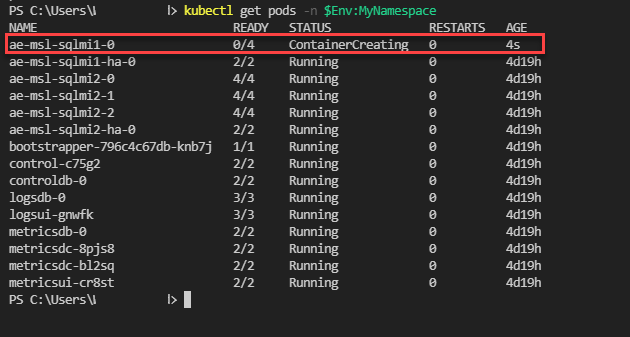 PS C:\Users\ > kubectl get pods -n $Env:MyNamespace
NAME READY STATUS RESTARTS AGE
ae-msl-sqlmi1-0 0/4 ContainerCreating 0 4s
ae-msl-sqlmi1-ha-0 2/2 Running 0 4d19h
ae-msl-sqlmi2-0 4/4 Running 0 4d19h
ae-msl-sqlmi2-1 4/4 Running 0 4d19h
ae-msl-sqlmi2-2 4/4 Running 0 4d19h
ae-msl-sqlmi2-ha-0 2/2 Running 0 4d19h
bootstrapper-796c4c67db-knb7j 1/1 Running 0 4d19h
control-c75g2 2/2 Running 0 4d19h
controldb-0 2/2 Running 0 4d19h
logsdb-0 3/3 Running 0 4d19h
logsui-gnwfk 3/3 Running 0 4d19h
metricsdb-0 2/2 Running 0 4d19h
metricsdc-8pjs8 2/2 Running 0 4d19h
metricsdc-bl2sq 2/2 Running 0 4d19h
metricsui-cr8st 2/2 Running 0 4d19h
PS C:\Users\ >